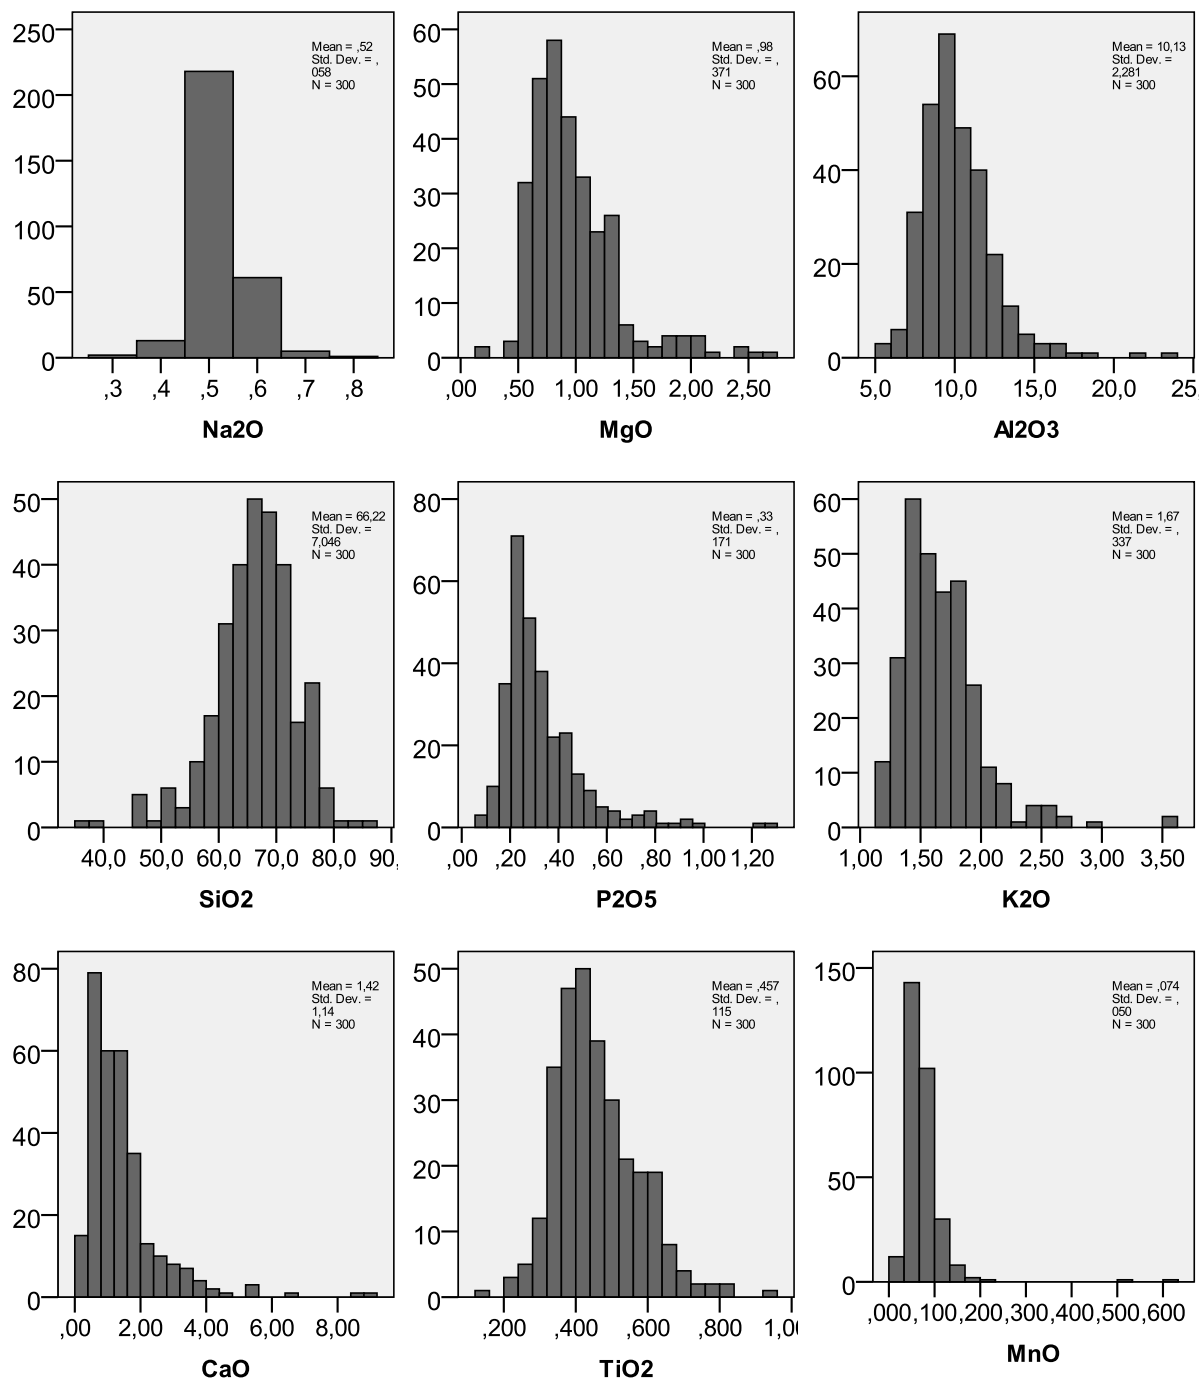 250
200
150
100
50
0
Mean = ,52
Std. Dev. = ,
058
N = 300
,3 ,4 ,5 ,6 ,7 ,8
Na2O
60
50
40
30
20
10
0
Mean = ,98
Std. Dev. = ,
371
N = 300
,00 ,50 1,00 1,50 2,00 2,50
MgO
60
40
20
0
Mean = 10,13
Std. Dev. =
2,281
N = 300
5,0 10,0 15,0 20,0 25,
Al2O3
50
40
30
20
10
0
Mean = 66,22
Std. Dev. =
7,046
N = 300
40,0 50,0 60,0 70,0 80,0 90,
SiO2
80
60
40
20
0
Mean = ,33
Std. Dev. = ,
171
N = 300
,00 ,20 ,40 ,60 ,80 1,00 1,20
P2O5
60
50
40
30
20
10
0
Mean = 1,67
Std. Dev. = ,
337
N = 300
1,00 1,50 2,00 2,50 3,00 3,50
K2O
80
60
40
20
0
Mean = 1,42
Std. Dev. =
1,14
N = 300
,00 2,00 4,00 6,00 8,00
CaO
50
40
30
20
10
0
Mean = ,457
Std. Dev. = ,
115
N = 300
,200 ,400 ,600 ,800 1,0
TiO2
150
100
50
0
Mean = ,074
Std. Dev. = ,
050
N = 300
,000 ,100 ,200 ,300 ,400 ,500 ,600
MnO